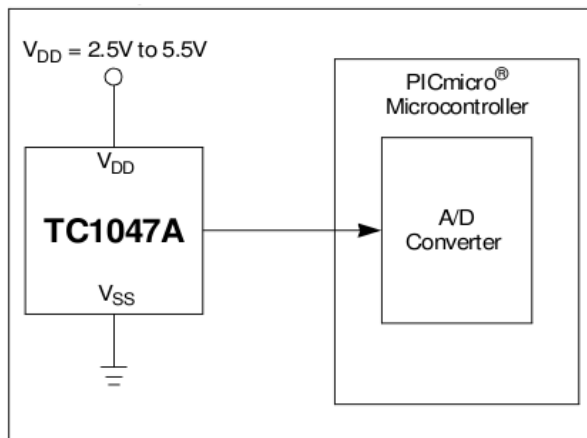 V_DD = 2.5V to 5.5V
V_DD
TC1047A
V_SS
PICmicro®
Microcontroller
A/D
Converter